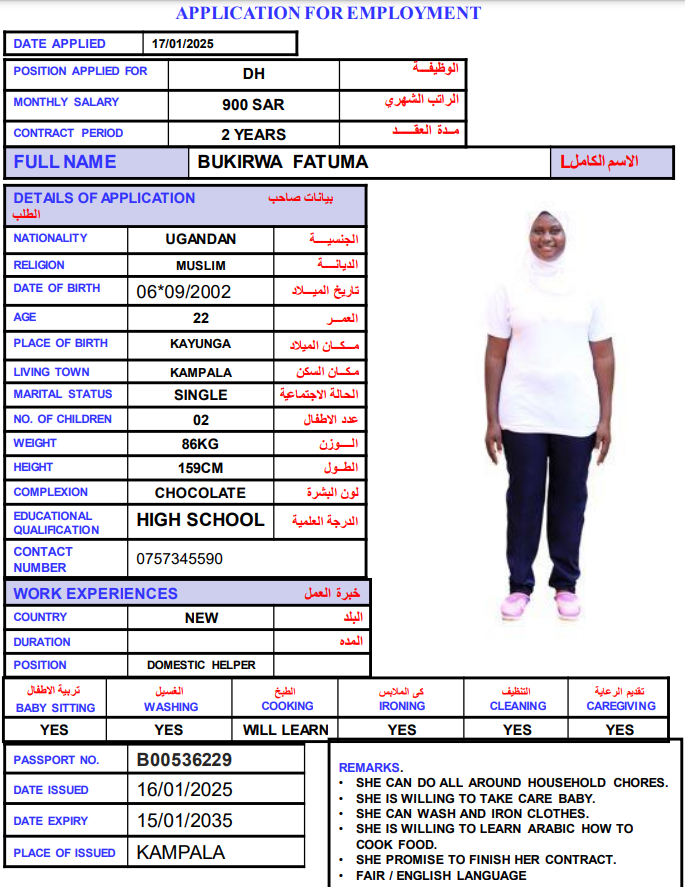 APPLICATION FOR EMPLOYMENT
DATE APPLIED 17/01/2025
POSITION APPLIED FOR DH الوظيفــة
MONTHLY SALARY 900 SAR الراتب الشهري
CONTRACT PERIOD 2 YEARS مـدة العقــد
FULL NAME BUKIRWA FATUMA الاسم الكاملL
DETAILS OF APPLICATION بيانات صاحب
الطلب
NATIONALITY UGANDAN الجنسيــة
RELIGION MUSLIM الديانــة
DATE OF BIRTH 06*09/2002 تاريخ الميــلاد
AGE 22 العمــر
PLACE OF BIRTH KAYUNGA مـكـان الميلاد
LIVING TOWN KAMPALA مـكـان السكن
MARITAL STATUS SINGLE الحالة الاجتماعية
NO. OF CHILDREN 02 عدد الاطفال
WEIGHT 86KG الــوزن
HEIGHT 159CM الطــول
COMPLEXION CHOCOLATE لون البشرة
EDUCATIONAL QUALIFICATION HIGH SCHOOL الدرجة العلمية
CONTACT NUMBER 0757345590
WORK EXPERIENCES خبرة العمل
COUNTRY NEW البلد
DURATION المده
POSITION DOMESTIC HELPER
تربية الاطفال الغسيل الطبخ كى الملابس التنظيف تقديم الرعاية
BABY SITTING WASHING COOKING IRONING CLEANING CAREGIVING
YES YES WILL LEARN YES YES YES
PASSPORT NO. B00536229
DATE ISSUED 16/01/2025
DATE EXPIRY 15/01/2035
PLACE OF ISSUED KAMPALA
REMARKS.
• SHE CAN DO ALL AROUND HOUSEHOLD CHORES.
• SHE IS WILLING TO TAKE CARE BABY.
• SHE CAN WASH AND IRON CLOTHES.
• SHE IS WILLING TO LEARN ARABIC HOW TO
COOK FOOD.
• SHE PROMISE TO FINISH HER CONTRACT.
• FAIR / ENGLISH LANGUAGE